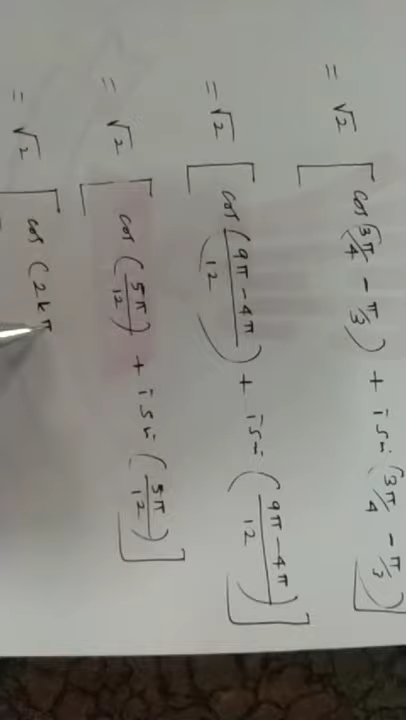 = √2 [cos(3π/4 - π/3) + i sin(3π/4 - π/3)]
= √2 [cos((9π - 4π)/12) + i sin((9π - 4π)/12)]
= √2 [cos(5π/12) + i sin(5π/12)]
= √2 [cos(2kπ